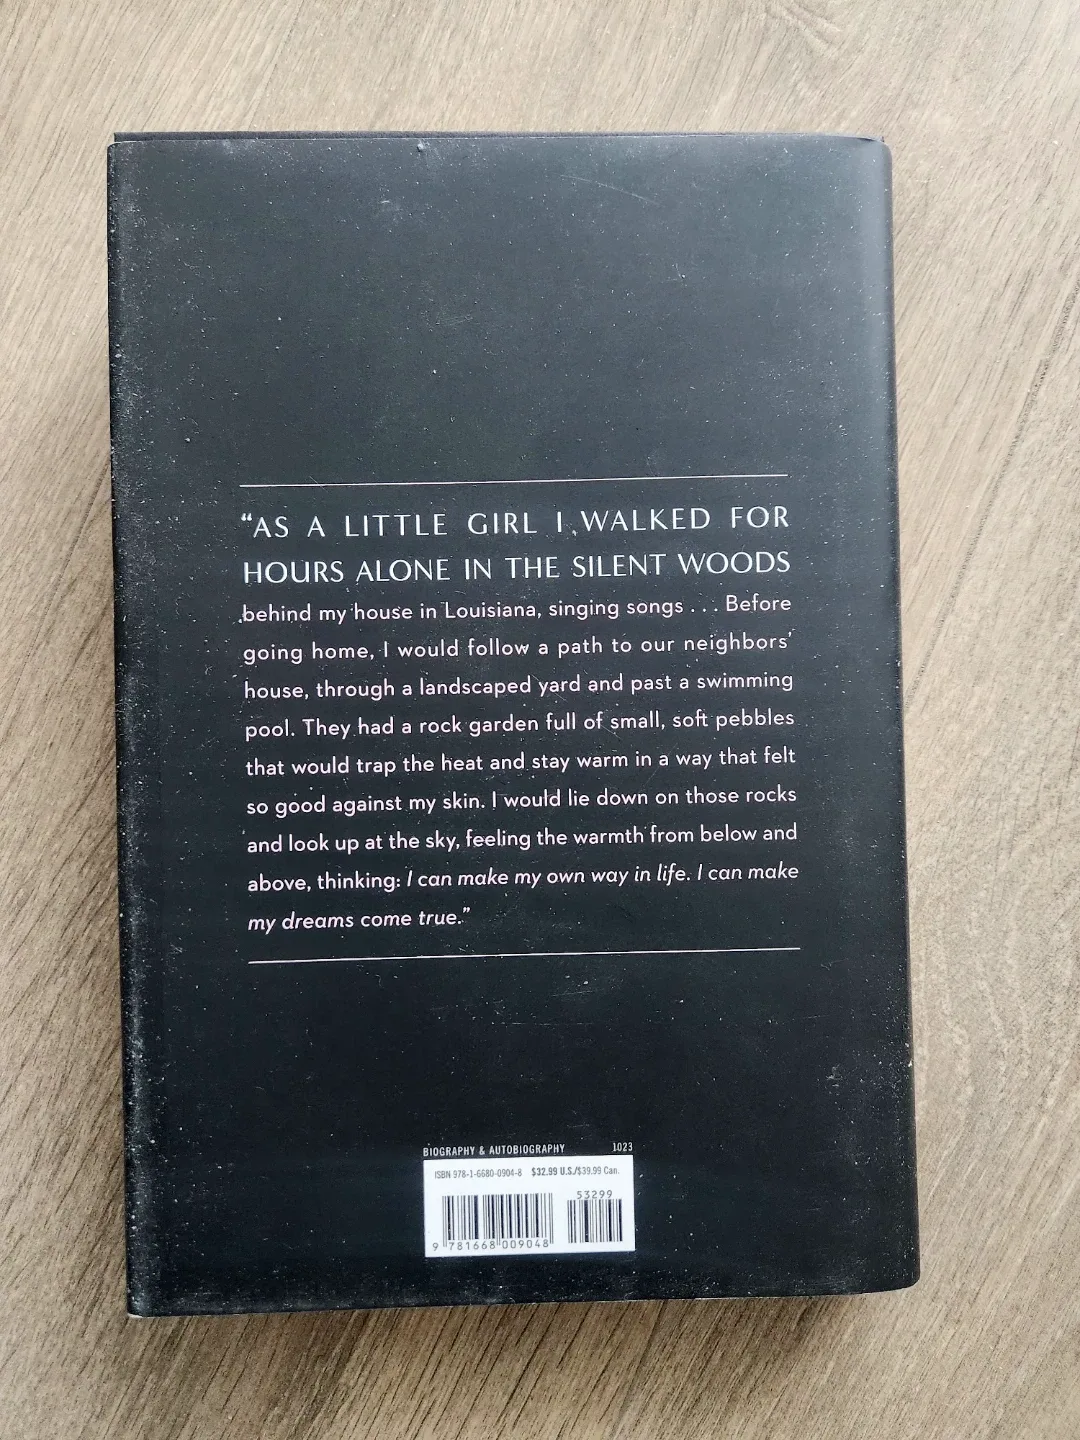 “AS A LITTLE GIRL I WALKED FOR
HOURS ALONE IN THE SILENT WOODS
behind my house in Louisiana, singing songs . . . Before
going home, I would follow a path to our neighbors’
house, through a landscaped yard and past a swimming
pool. They had a rock garden full of small, soft pebbles
that would trap the heat and stay warm in a way that felt
so good against my skin. I would lie down on those rocks
and look up at the sky, feeling the warmth from below and
above, thinking: I can make my own way in life. I can make
my dreams come true.”
BIOGRAPHY & AUTOBIOGRAPHY 1023
ISBN 978-1-6680-0904-8 $32.99 U.S./$39.99 Can.
53299
9 781668 009048